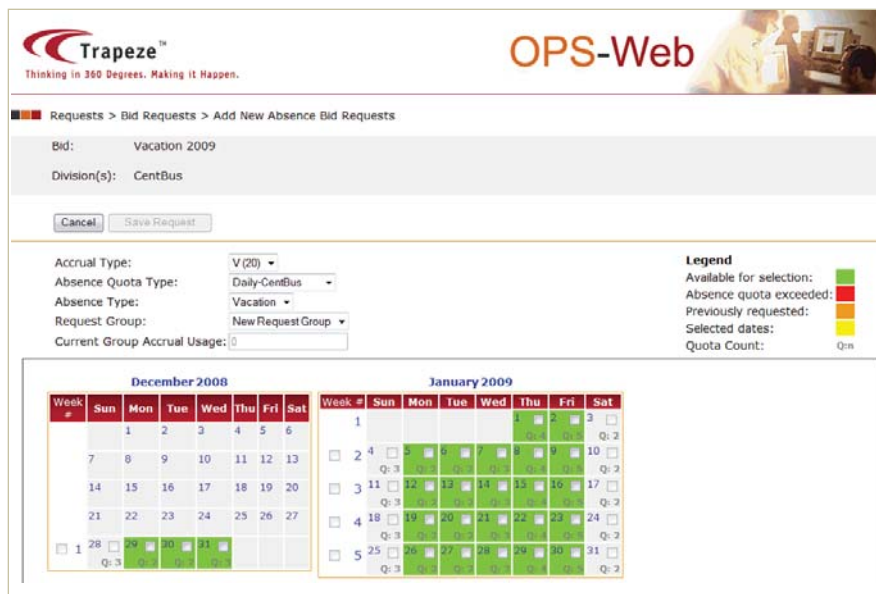 Trapeze™
Thinking in 360 Degrees. Making it Happen.
OPS-Web
Requests > Bid Requests > Add New Absence Bid Requests
Bid: Vacation 2009
Division(s): CentBus
Cancel Save Request
Accrual Type: V (20)
Absence Quota Type: Daily-CentBus
Absence Type: Vacation
Request Group: New Request Group
Current Group Accrual Usage: 0
Legend
Available for selection:
Absence quota exceeded:
Previously requested:
Selected dates:
Quota Count: Q:n
December 2008
Week # Sun Mon Tue Wed Thu Fri Sat
1 2 3 4 5 6
7 8 9 10 11 12 13
14 15 16 17 18 19 20
21 22 23 24 25 26 27
1 28 29 30 31
Q: 3
January 2009
Week # Sun Mon Tue Wed Thu Fri Sat
1 1 2 3
Q: 4 Q: 5 Q: 2
2 4 5 6 7 8 9 10
Q: 3 Q: 2
3 11 12 13 14 15 16 17
Q: 3 Q: 2
4 18 19 20 21 22 23 24
Q: 3 Q: 2
5 25 26 27 28 29 30 31
Q: 3 Q: 2